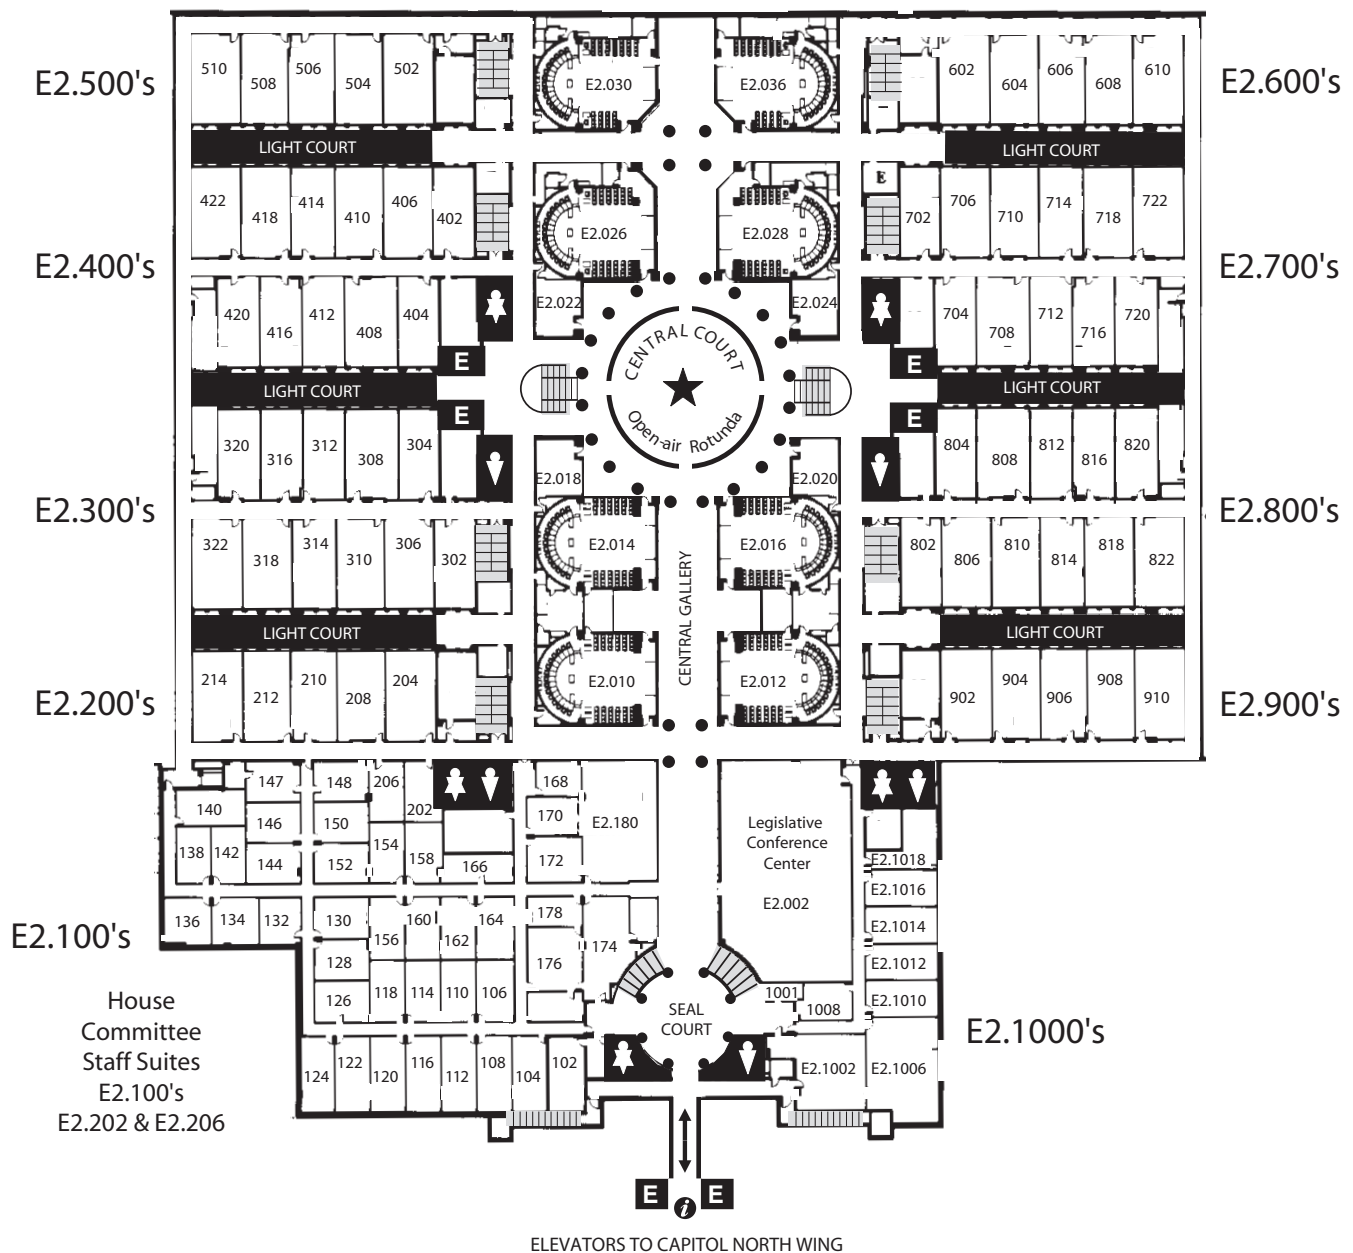 510
508
506
504
502
E2.030
E2.036
602
604
606
608
610
E2.500's
E2.600's
LIGHT COURT
LIGHT COURT
E
422
418
414
410
406
402
E2.026
E2.028
702
706
710
714
718
722
E2.400's
E2.700's
420
416
412
408
404
E2.022
E2.024
704
708
712
716
720
E
CENTRAL COURT
E
LIGHT COURT
LIGHT COURT
E
Open-air Rotunda
E
320
316
312
308
304
E2.018
E2.020
804
808
812
816
820
E2.300's
E2.800's
322
318
314
310
306
302
E2.014
E2.016
802
806
810
814
818
822
CENTRAL GALLERY
LIGHT COURT
LIGHT COURT
214
212
210
208
204
E2.010
E2.012
902
904
906
908
910
E2.200's
E2.900's
147
148
206
168
140
202
146
150
170
E2.180
Legislative
Conference
Center
E2.002
138
142
144
152
154
158
166
172
E2.1018
E2.1016
136
134
132
130
160
164
178
E2.1014
E2.100's
156
162
174
128
176
E2.1012
126
118
114
110
106
1001
E2.1010
1008
House
Committee
Staff Suites
E2.100's
E2.202 & E2.206
SEAL
COURT
E2.1000's
124
122
120
116
112
108
104
102
E2.1002
E2.1006
E
i
E
ELEVATORS TO CAPITOL NORTH WING